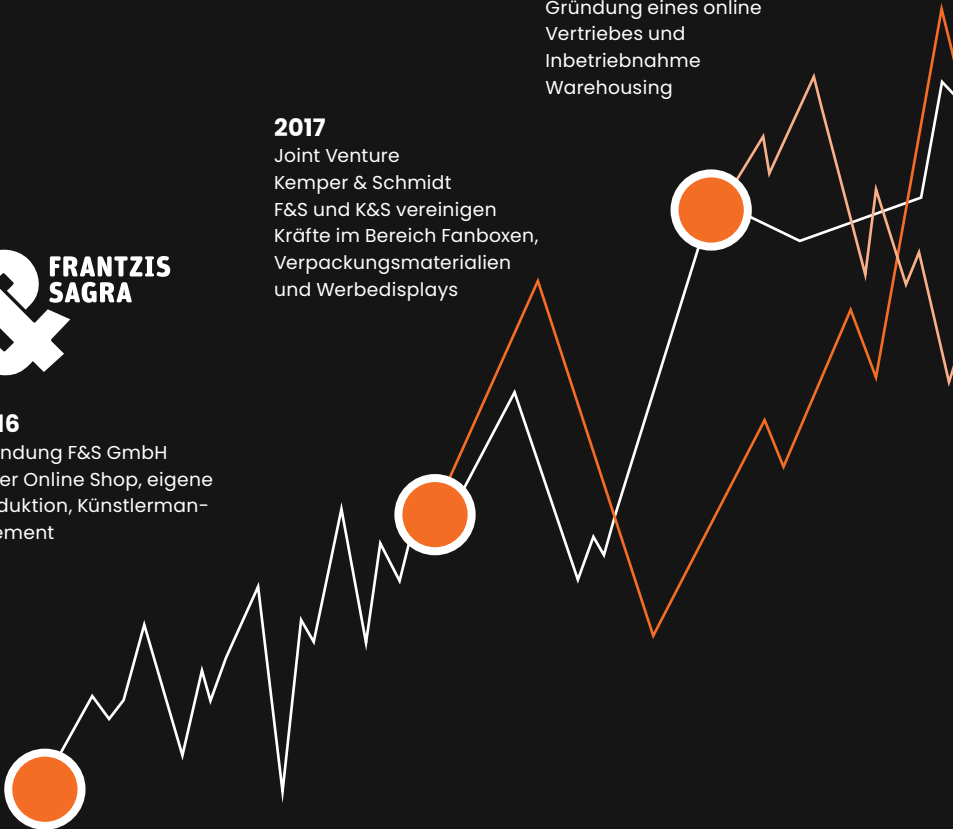 Gründung eines online
Vertriebes und
Inbetriebnahme
Warehousing
2017
Joint Venture
Kemper & Schmidt
F&S und K&S vereinigen
Kräfte im Bereich Fanboxen,
Verpackungsmaterialien
und Werbedisplays
&
FRANTZIS
SAGRA
16
ndung F&S GmbH
er Online Shop, eigene
duktion, Künstlerman-
ement